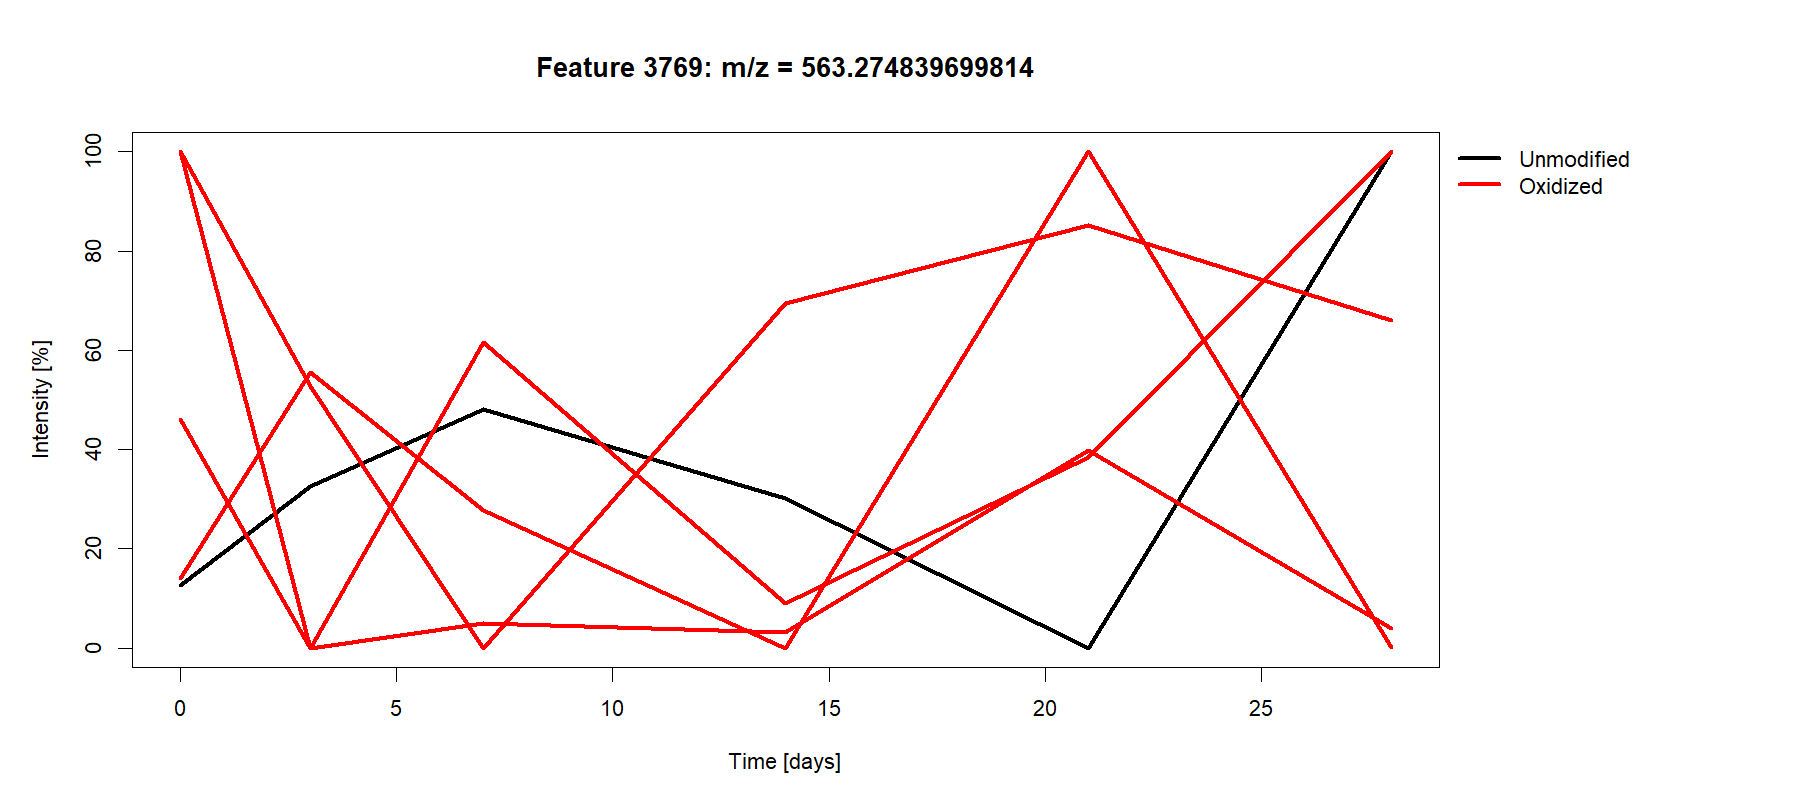 Feature 3769: m/z = 563.274839699814
Intensity [%]
100
80
60
40
20
0
0 5 10 15 20 25
Time [days]
Unmodified
Oxidized